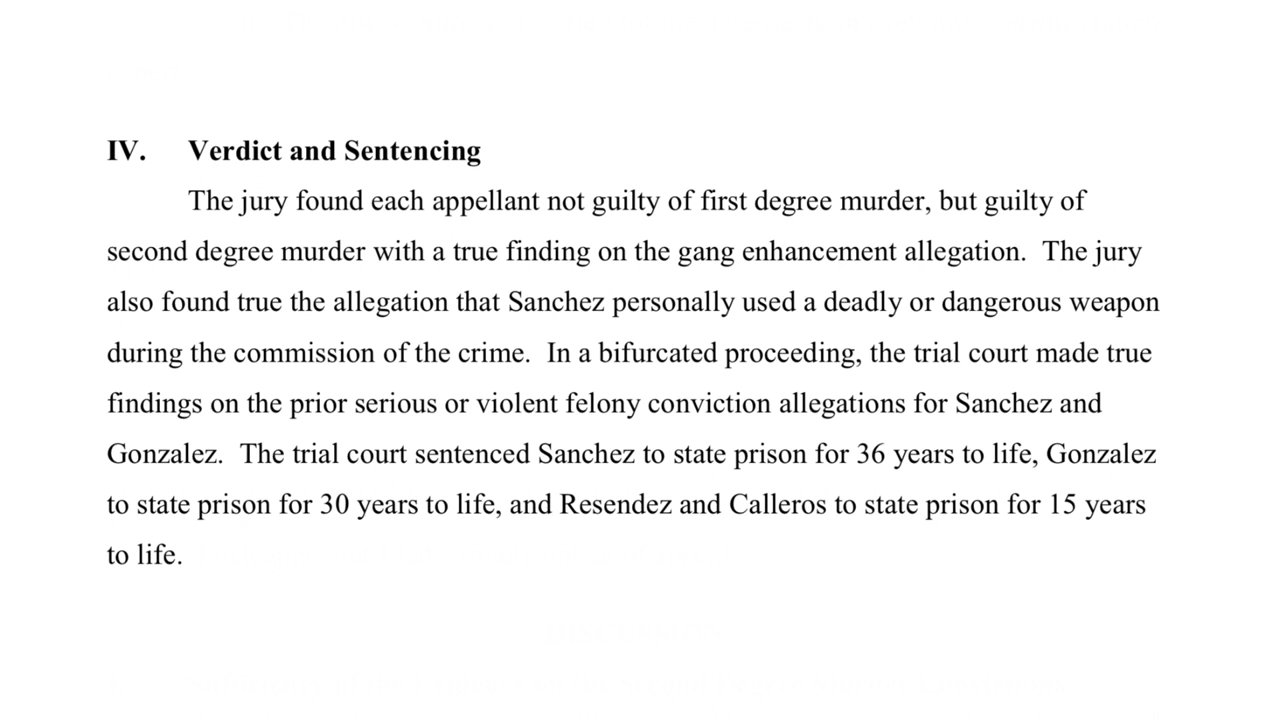 IV. Verdict and Sentencing
The jury found each appellant not guilty of first degree murder, but guilty of
second degree murder with a true finding on the gang enhancement allegation. The jury
also found true the allegation that Sanchez personally used a deadly or dangerous weapon
during the commission of the crime. In a bifurcated proceeding, the trial court made true
findings on the prior serious or violent felony conviction allegations for Sanchez and
Gonzalez. The trial court sentenced Sanchez to state prison for 36 years to life, Gonzalez
to state prison for 30 years to life, and Resendez and Calleros to state prison for 15 years
to life.